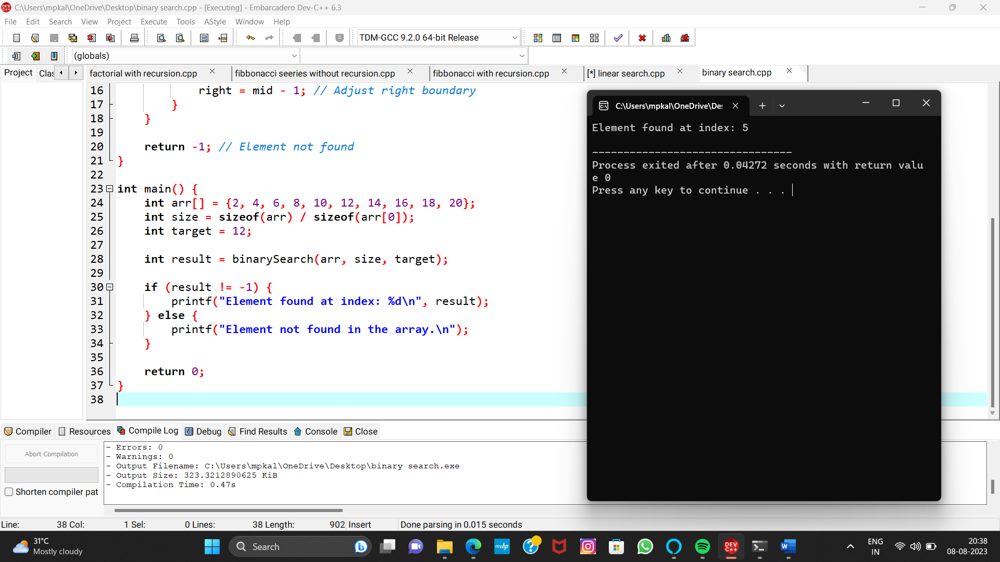 C:\Users\mpkal\OneDrive\Desktop\binary search.cpp - [Executing] - Embarcadero Dev-C++ 6.3
File Edit Search View Project Execute Tools AStyle Window Help
TDM-GCC 9.2.0 64-bit Release
(globals)
Project Clas
factorial with recursion.cpp
fibbonacci seeries without recursion.cpp
fibbonacci with recursion.cpp
[*] linear search.cpp
binary search.cpp
16 right = mid - 1; // Adjust right boundary
17 }
18 }
19
20 return -1; // Element not found
21 }
22
23 int main() {
24 int arr[] = {2, 4, 6, 8, 10, 12, 14, 16, 18, 20};
25 int size = sizeof(arr) / sizeof(arr[0]);
26 int target = 12;
27
28 int result = binarySearch(arr, size, target);
29
30 if (result != -1) {
31 printf("Element found at index: %d\n", result);
32 } else {
33 printf("Element not found in the array.\n");
34 }
35
36 return 0;
37 }
38
C:\Users\mpkal\OneDrive\Des
Element found at index: 5
--------------------------------
Process exited after 0.04272 seconds with return valu
e 0
Press any key to continue . . .
Compiler Resources Compile Log Debug Find Results Console Close
Abort Compilation
Shorten compiler pat
- Errors: 0
- Warnings: 0
- Output Filename: C:\Users\mpkal\OneDrive\Desktop\binary search.exe
- Output Size: 323.3212890625 KiB
- Compilation Time: 0.47s
Line: 38 Col: 1 Sel: 0 Lines: 38 Length: 902 Insert Done parsing in 0.015 seconds
31°C
Mostly cloudy
Search
myhp
DEV C++
ENG
IN
20:38
08-08-2023